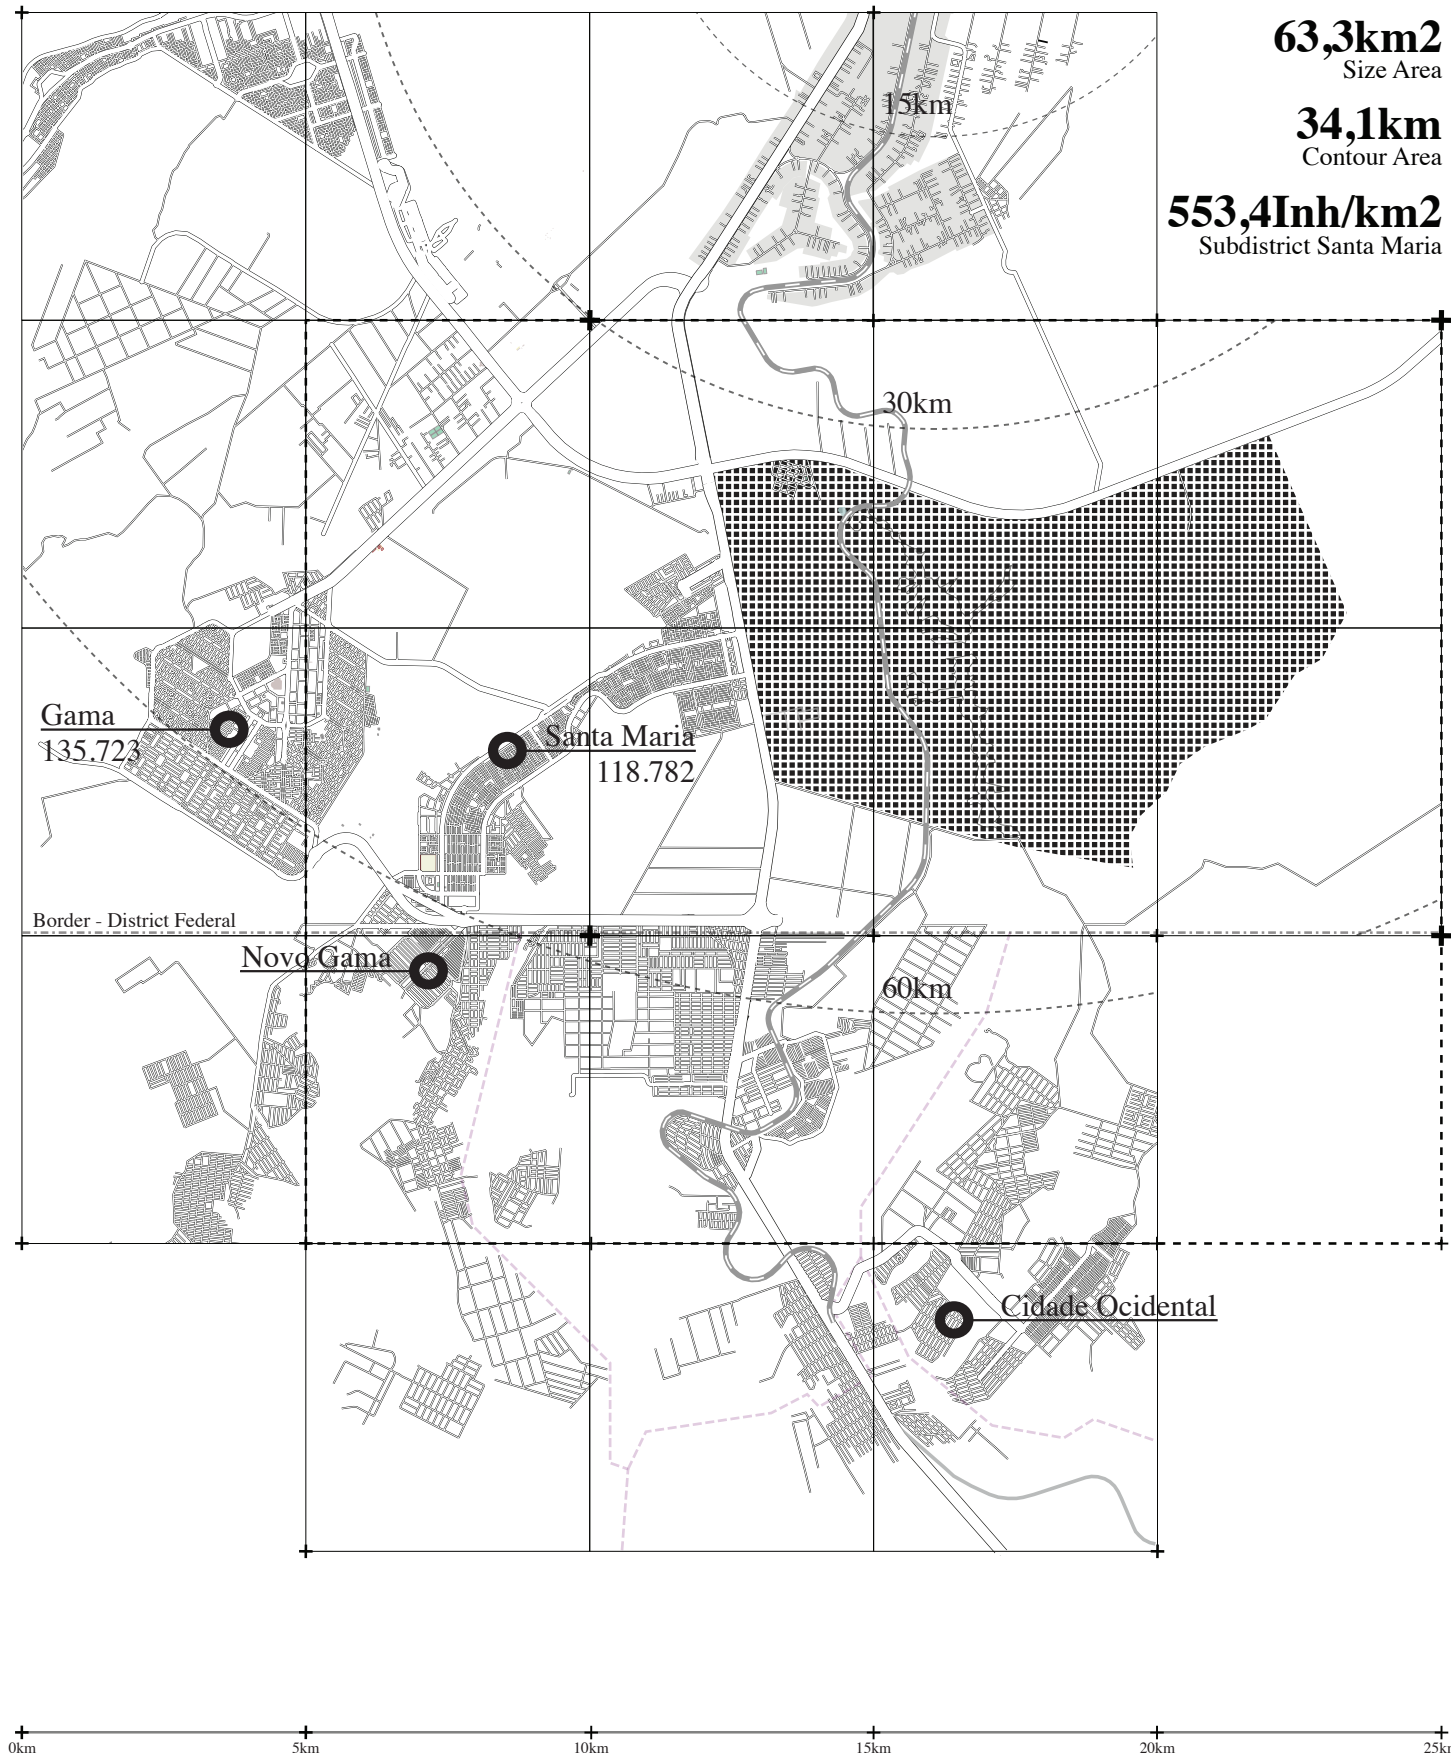 63,3km2
Size Area
34,1km
Contour Area
553,4Inh/km2
Subdistrict Santa Maria
15km
30km
Gama
135.723
Santa Maria
118.782
Border - District Federal
Novo Gama
60km
Cidade Ocidental
0km 5km 10km 15km 20km 25km